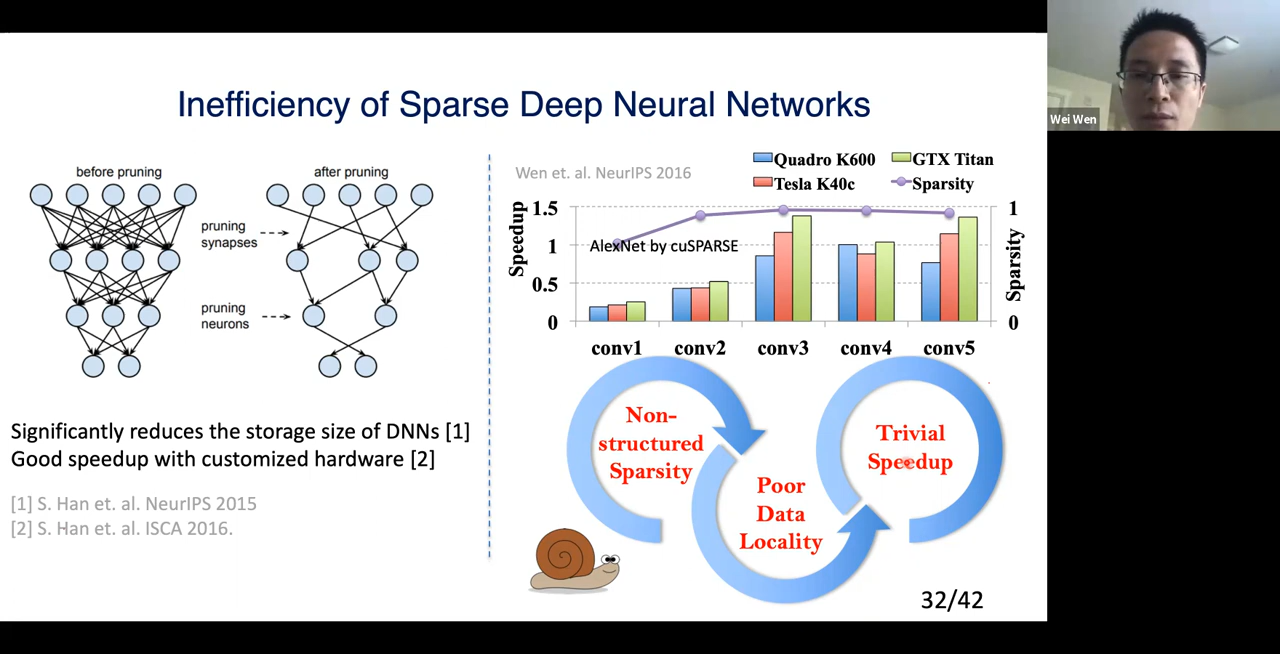 Inefficiency of Sparse Deep Neural Networks
before pruning
after pruning
pruning
synapses
pruning
neurons
Significantly reduces the storage size of DNNs [1]
Good speedup with customized hardware [2]
[1] S. Han et. al. NeurIPS 2015
[2] S. Han et. al. ISCA 2016.
Wen et. al. NeurIPS 2016
Quadro K600
GTX Titan
Tesla K40c
Sparsity
Speedup
1.5
1
0.5
0
AlexNet by cuSPARSE
1
0
Sparsity
conv1 conv2 conv3 conv4 conv5
Non-
structured
Sparsity
Poor
Data
Locality
Trivial
Speedup
32/42
Wei Wen